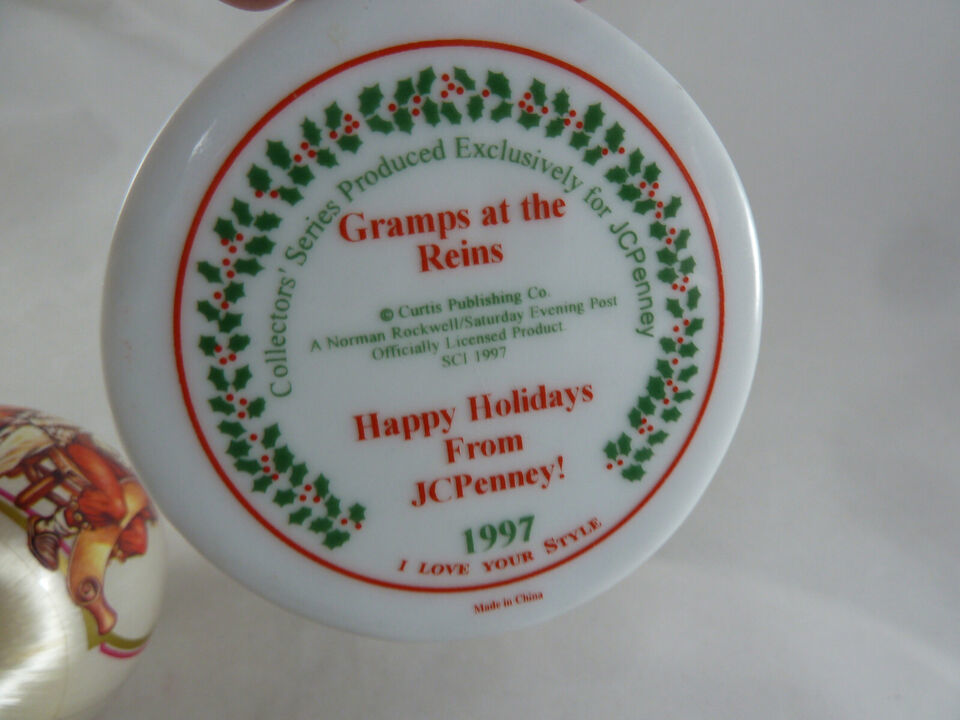 Collectors' Series Produced Exclusively for JCPenney
Gramps at the
Reins
© Curtis Publishing Co.
A Norman Rockwell/Saturday Evening Post
Officially Licensed Product
SCI 1997
Happy Holidays
From
JCPenney!
1997
I LOVE YOUR STYLE
Made in China